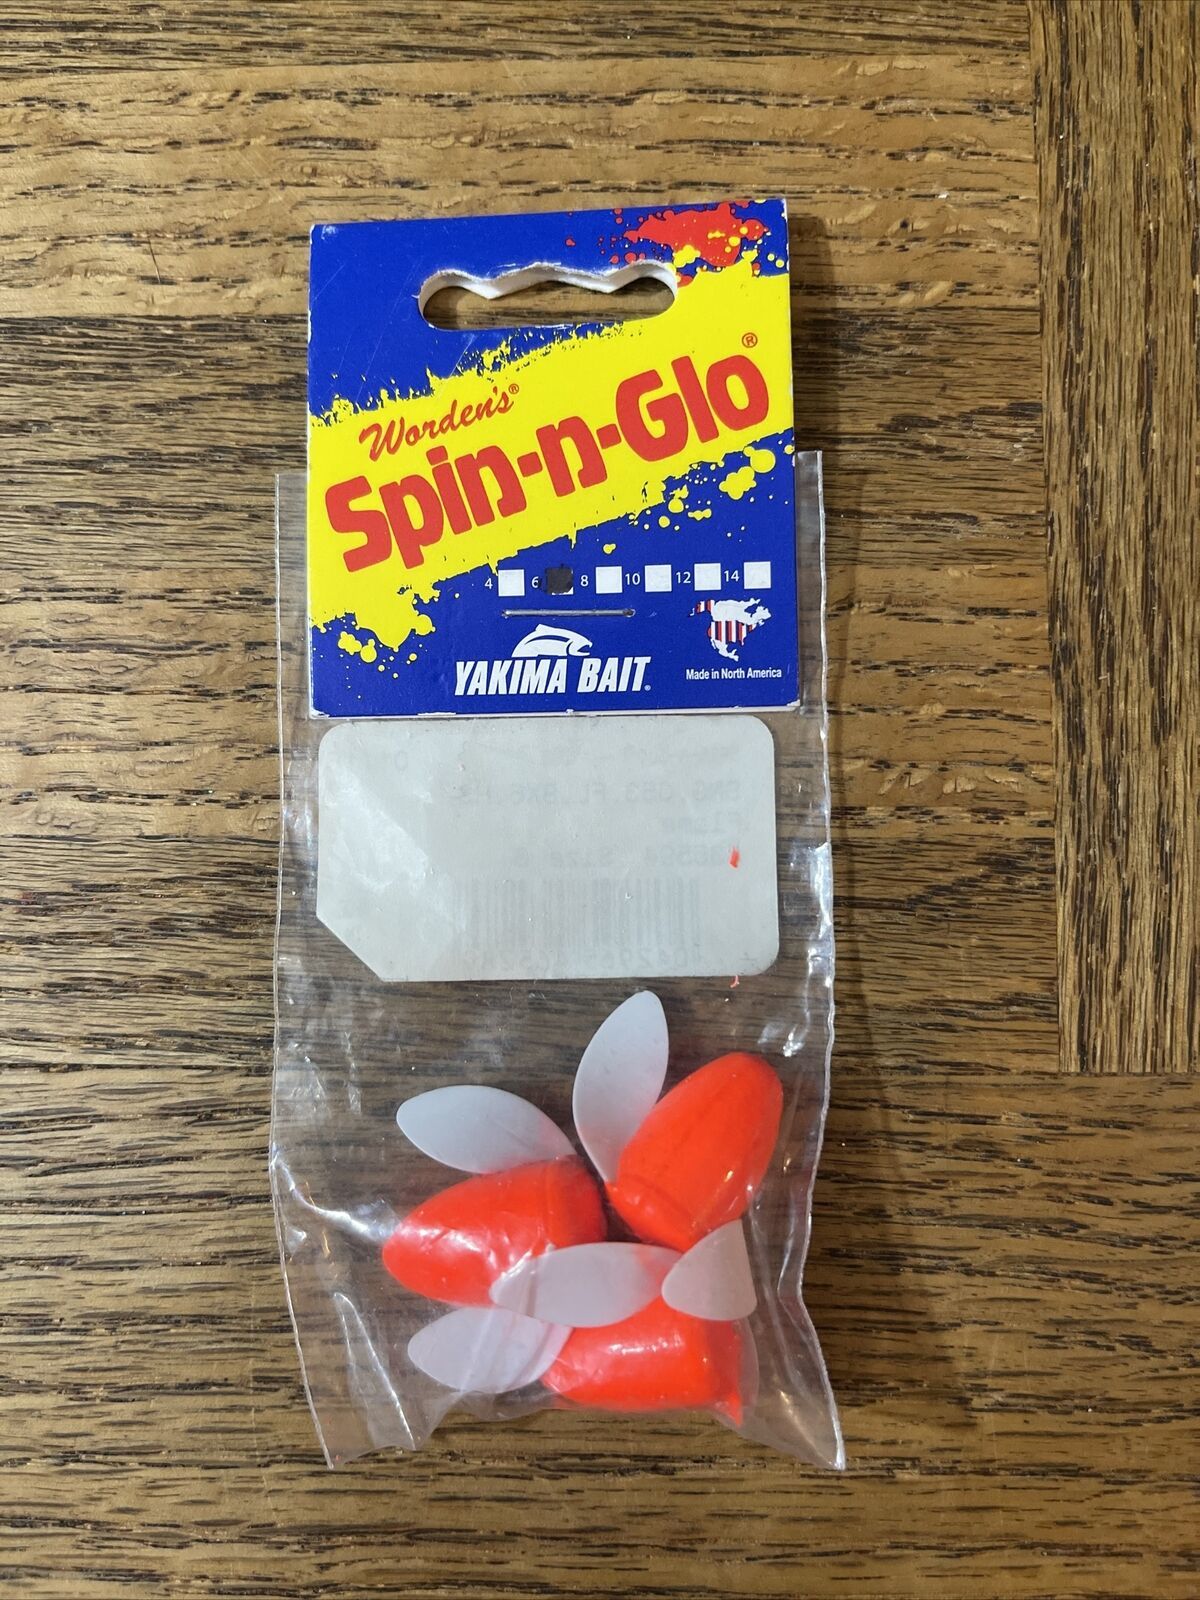 Worden's®
Spin-n-Glo®
4 6 8 10 12 14
YAKIMA BAIT®
Made in North America